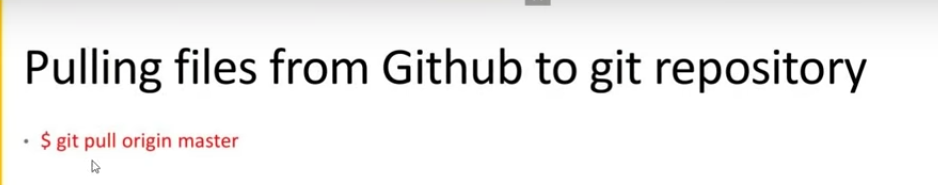 Pulling files from Github to git repository
• $ git pull origin master